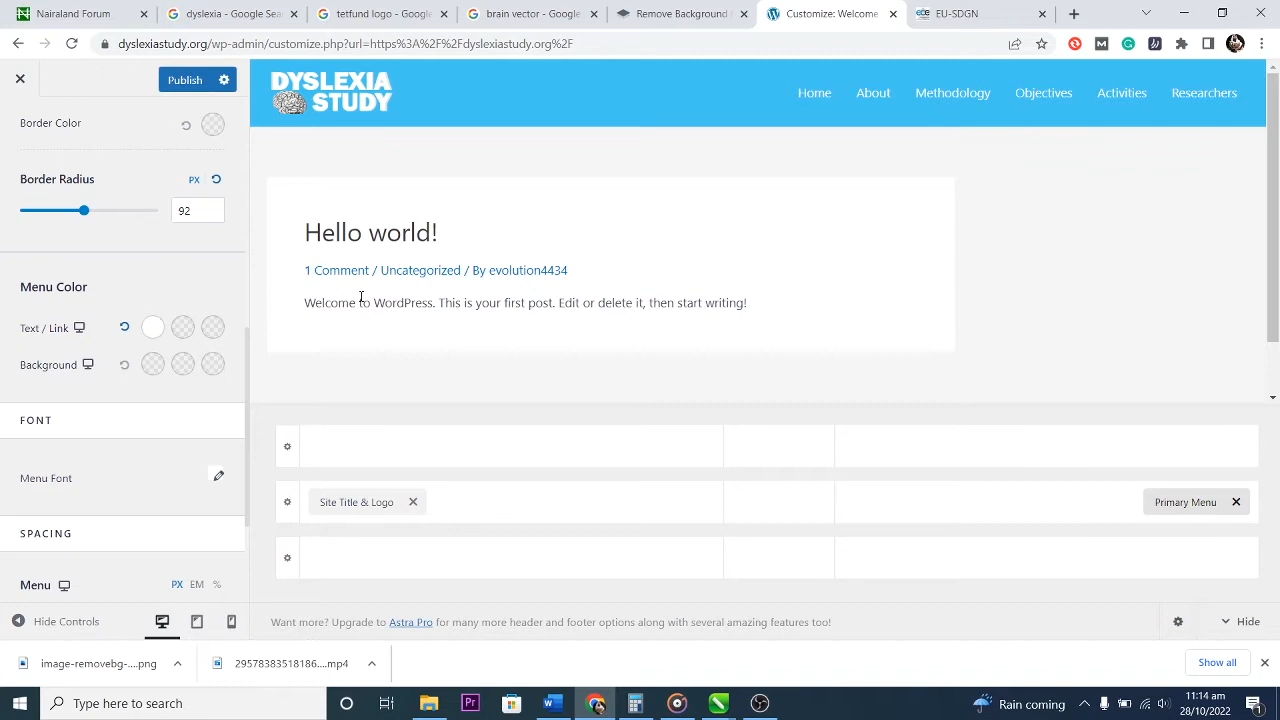 Nairaland Forum
dyslexia - Google Sea
tetfund logo - Google
brain vector - Google
Remove Background
Customize: Welcome
EU-SDGN
dyslexiastudy.org/wp-admin/customize.php?url=https%3A%2F%2Fdyslexiastudy.org%2F
Publish
DYSLEXIA
STUDY
Home
About
Methodology
Objectives
Activities
Researchers
Border Color
Border Radius
PX
92
Hello world!
1 Comment / Uncategorized / By evolution4434
Welcome to WordPress. This is your first post. Edit or delete it, then start writing!
Menu Color
Text / Link
Background
FONT
Menu Font
SPACING
Menu
PX
EM
%
Site Title & Logo
Primary Menu
Hide Controls
Want more? Upgrade to Astra Pro for many more header and footer options along with several amazing features too!
Hide
image-removebg-....png
29578383518186....mp4
Show all
Type here to search
Rain coming
11:14 am
28/10/2022